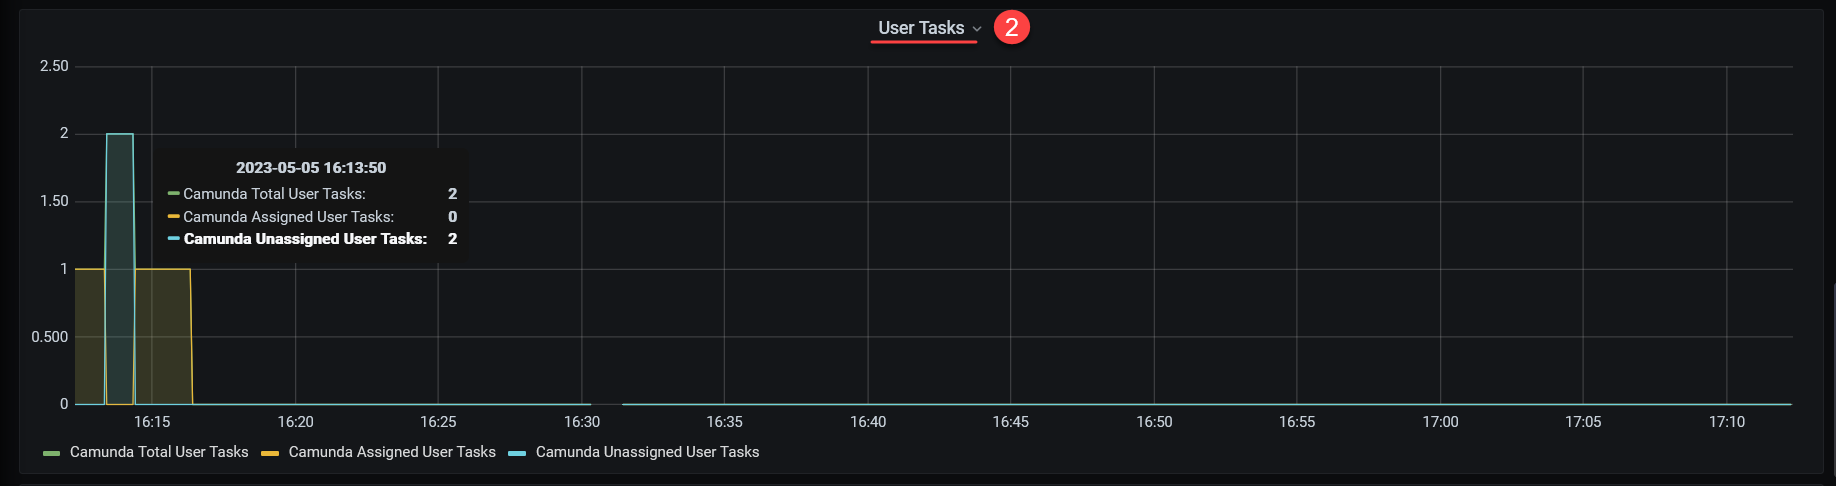 User Tasks 2
2.50
2
1.50
1
0.500
0
2023-05-05 16:13:50
Camunda Total User Tasks: 2
Camunda Assigned User Tasks: 0
Camunda Unassigned User Tasks: 2
16:15 16:20 16:25 16:30 16:35 16:40 16:45 16:50 16:55 17:00 17:05 17:10
Camunda Total User Tasks Camunda Assigned User Tasks Camunda Unassigned User Tasks